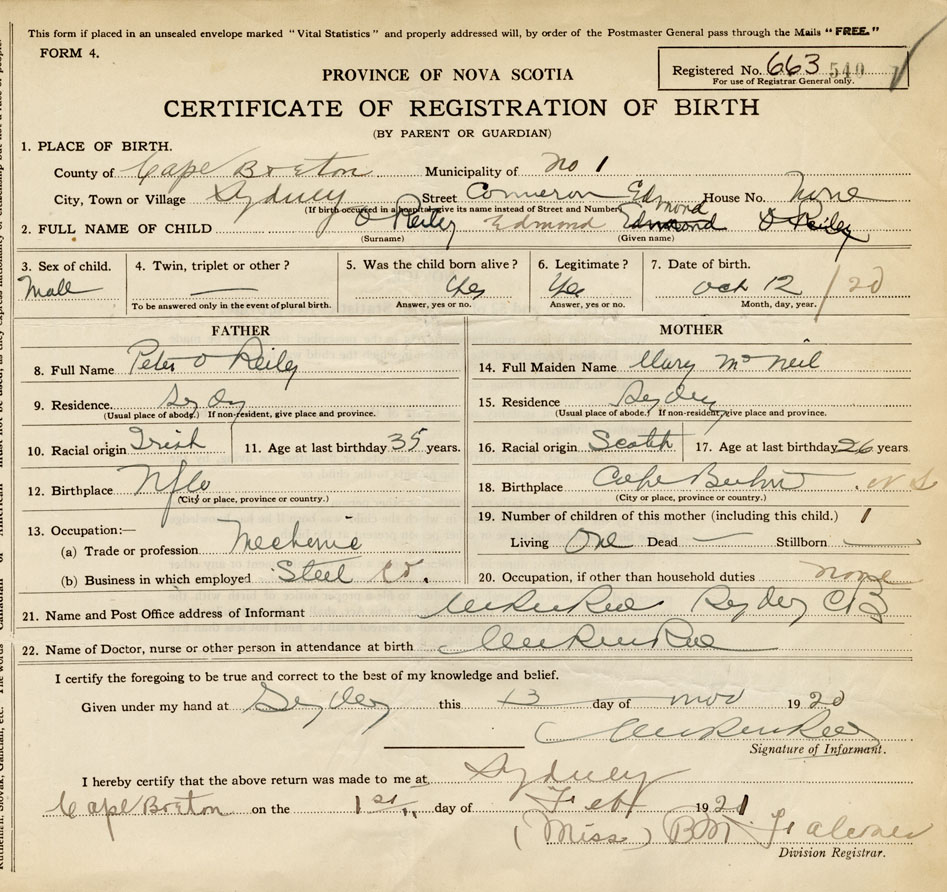 This form if placed in an unsealed envelope marked "Vital Statistics" and properly addressed will, by order of the Postmaster General pass through the Mails "FREE."
FORM 4.
Registered No. 663 540
For use of Registrar General only.
PROVINCE OF NOVA SCOTIA
CERTIFICATE OF REGISTRATION OF BIRTH
(BY PARENT OR GUARDIAN)
1. PLACE OF BIRTH.
County of Cape Breton Municipality of No 1
City, Town or Village Sydney Street House No. None
(If birth occurred in a hospital, give its name instead of Street and Number)
2. FULL NAME OF CHILD O Reiley Edmond Edmond Edmond O Reiley
(Surname) (Given name)
3. Sex of child. 4. Twin, triplet or other? 5. Was the child born alive? 6. Legitimate? 7. Date of birth.
Male — Yes Yes Oct 12 / 20
To be answered only in the event of plural birth. Answer, yes or no. Answer, yes or no. Month, day, year.
FATHER
8. Full Name Peter O Reiley
9. Residence. Sydy
(Usual place of abode.) If non-resident, give place and province.
10. Racial origin Irish 11. Age at last birthday 35 years.
12. Birthplace Nfld
(City or place, province or country.)
13. Occupation:—
(a) Trade or profession Mechanic
(b) Business in which employed Steel Co.
MOTHER
14. Full Maiden Name Mary McNeil
15. Residence Sydney
(Usual place of abode.) If non-resident, give place and province.
16. Racial origin Scotch 17. Age at last birthday 26 years
18. Birthplace Cape Breton . N S
(City or place, province or country.)
19. Number of children of this mother (including this child.) 1
Living One Dead — Stillborn —
20. Occupation, if other than household duties none
21. Name and Post Office address of Informant Sydney CB
22. Name of Doctor, nurse or other person in attendance at birth
I certify the foregoing to be true and correct to the best of my knowledge and belief.
Given under my hand at Sydney this 13 day of Nov 1920
Signature of Informant.
I hereby certify that the above return was made to me at Sydney
Cape Breton on the 1st day of Feb 1921
(Miss) B M Falconer
Division Registrar.